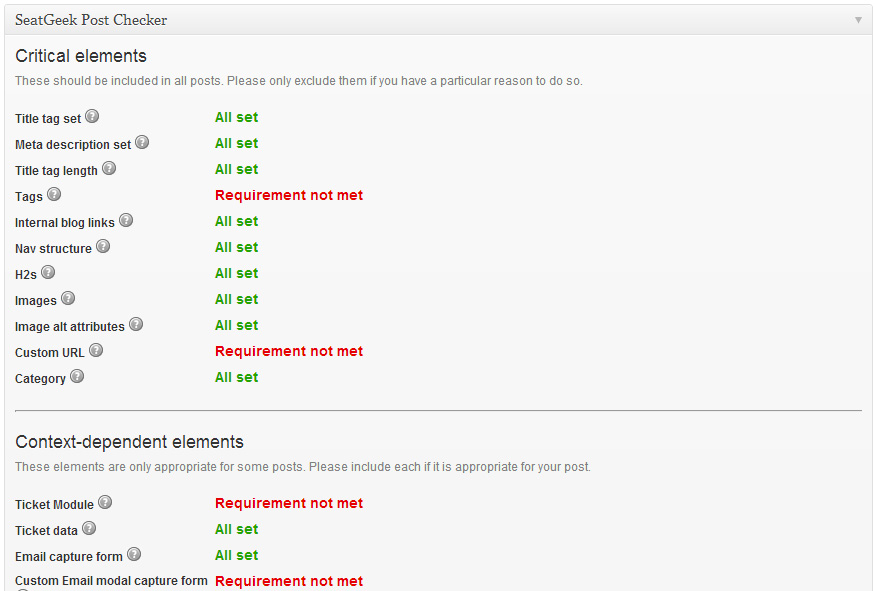 SeatGeek Post Checker
Critical elements
These should be included in all posts. Please only exclude them if you have a particular reason to do so.
Title tag set ? All set
Meta description set ? All set
Title tag length ? All set
Tags ? Requirement not met
Internal blog links ? All set
Nav structure ? All set
H2s ? All set
Images ? All set
Image alt attributes ? All set
Custom URL ? Requirement not met
Category ? All set
Context-dependent elements
These elements are only appropriate for some posts. Please include each if it is appropriate for your post.
Ticket Module ? Requirement not met
Ticket data ? All set
Email capture form ? All set
Custom Email modal capture form Requirement not met